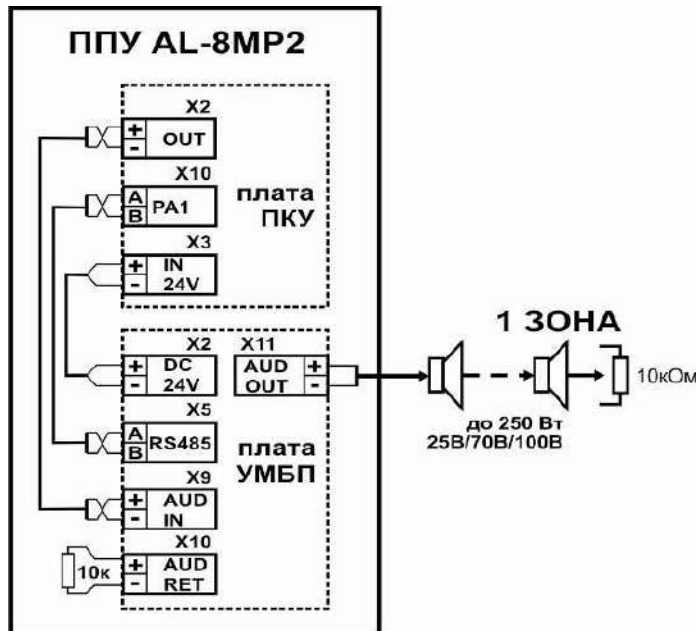 ППУ AL-8MP2
X2
+
-
OUT
X10
A
B
PA1
плата
ПКУ
X3
+
-
IN
24V
1 ЗОНА
X2
+
-
DC
24V
X11
AUD
OUT
+
-
10кОм
до 250 Вт
25В/70В/100В
X5
A
B
RS485
плата
УМБП
X9
+
-
AUD
IN
X10
+
-
AUD
RET
10к